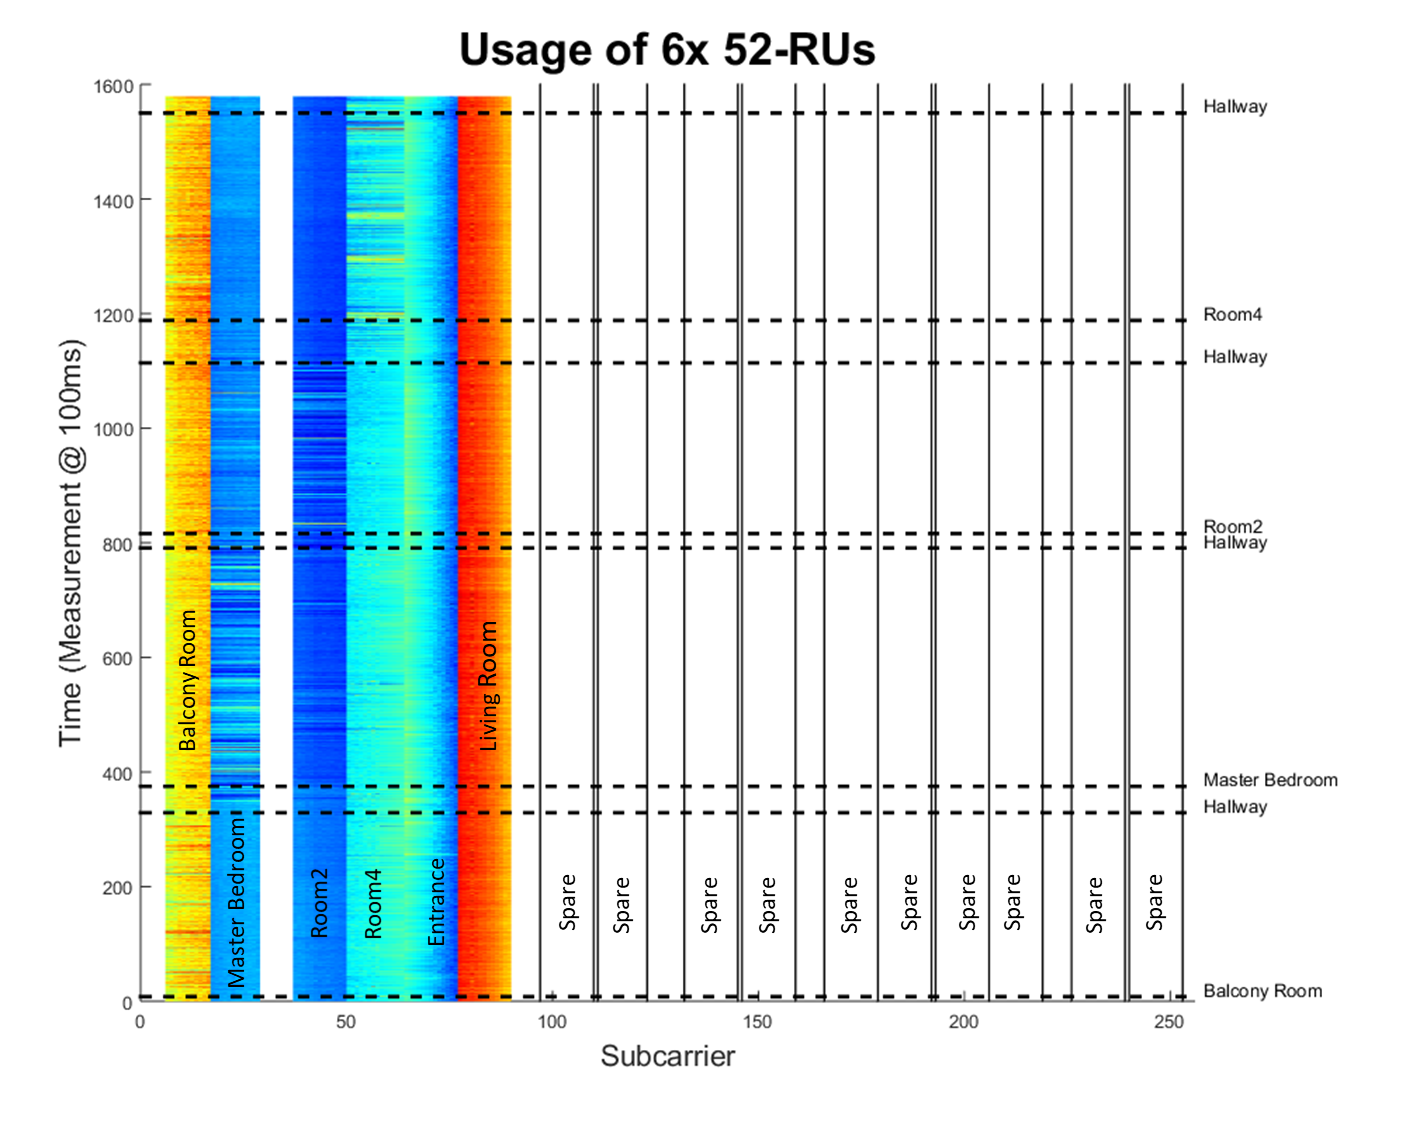 Usage of 6x 52-RUs
1600
1400
1200
1000
800
600
400
200
0
Time (Measurement @ 100ms)
Hallway
Room4
Hallway
Room2
Hallway
Master Bedroom
Hallway
Balcony Room
Balcony Room
Master Bedroom
Room2
Room4
Entrance
Living Room
Spare
Spare
Spare
Spare
Spare
Spare
Spare
Spare
Spare
Spare
0
50
100
150
200
250
Subcarrier